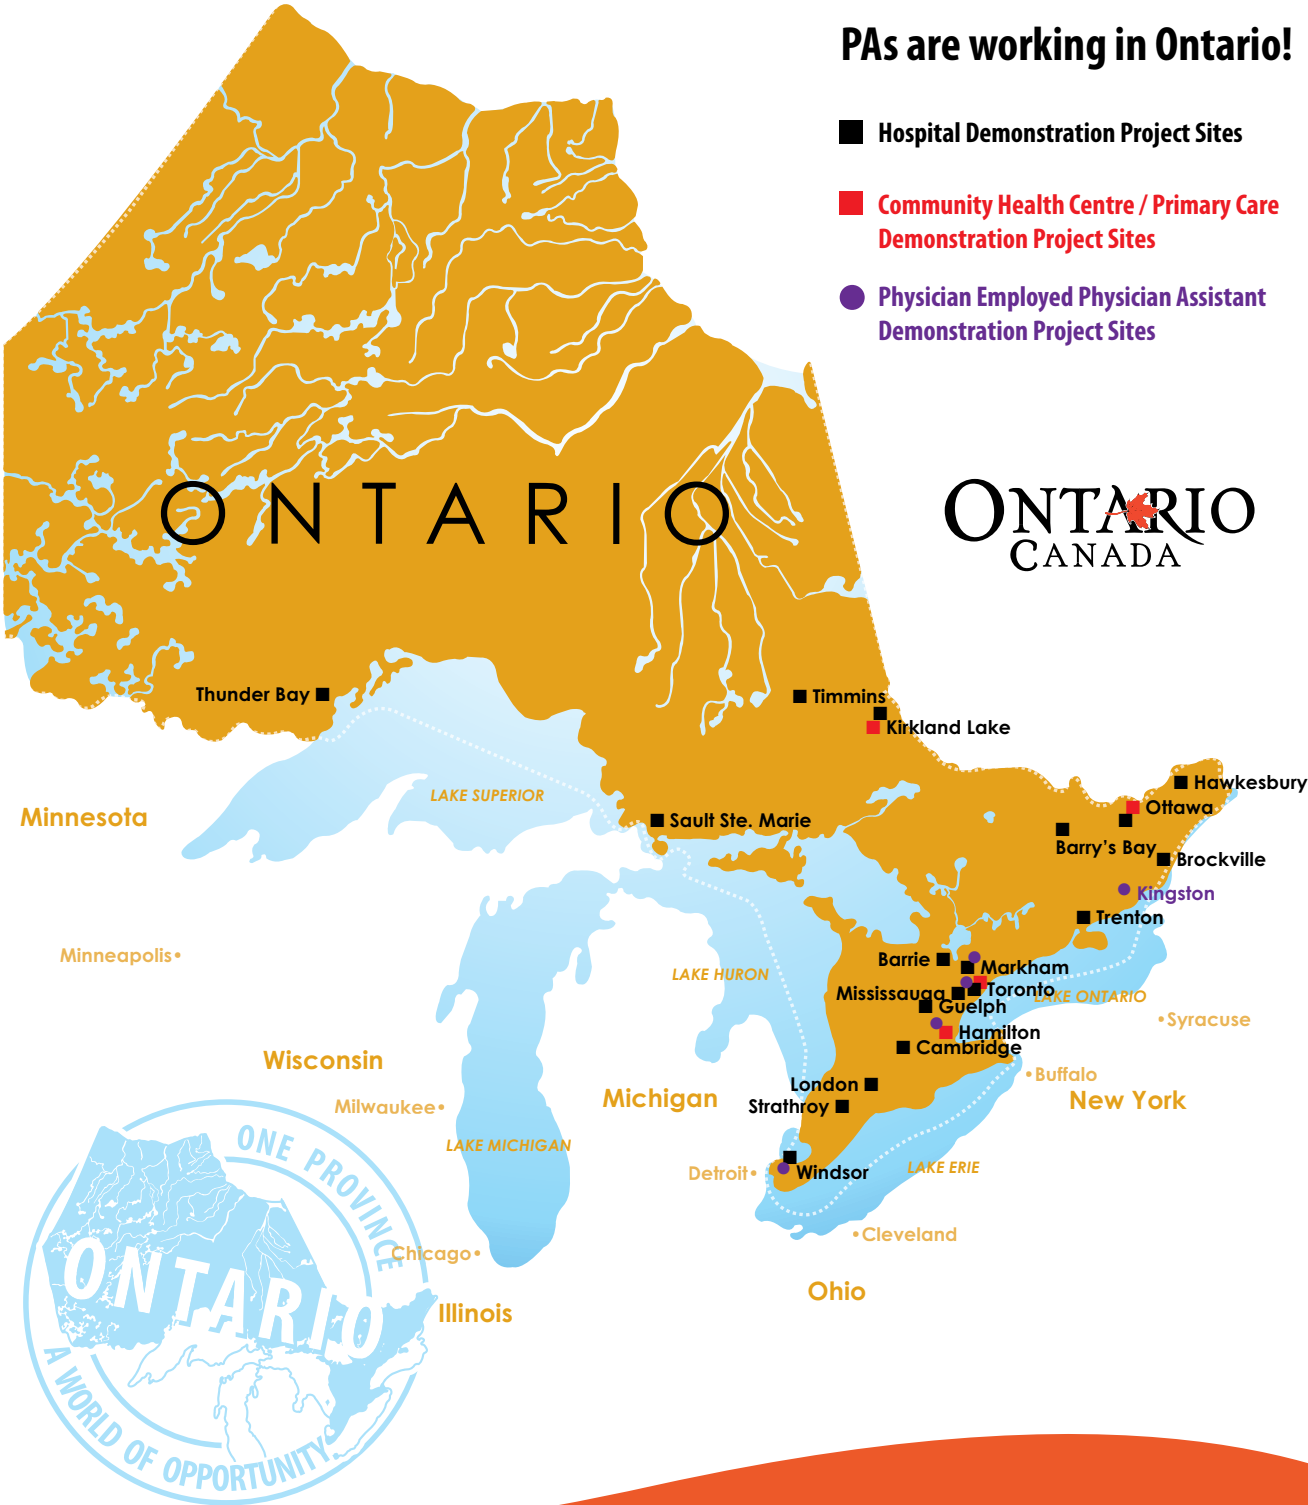 PAs are working in Ontario!
Hospital Demonstration Project Sites
Community Health Centre / Primary Care
Demonstration Project Sites
Physician Employed Physician Assistant
Demonstration Project Sites
ONTARIO
ONTARIO
CANADA
Thunder Bay
Timmins
Kirkland Lake
Hawkesbury
LAKE SUPERIOR
Ottawa
Minnesota
Sault Ste. Marie
Barry's Bay
Brockville
Kingston
Trenton
Minneapolis
Barrie
Markham
LAKE HURON
Toronto
Mississauga
LAKE ONTARIO
Guelph
Syracuse
Hamilton
Cambridge
Wisconsin
Buffalo
London
Michigan
New York
Milwaukee
Strathroy
LAKE MICHIGAN
LAKE ERIE
Detroit
Windsor
Cleveland
Chicago
Ohio
Illinois
ONE PROVINCE
ONTARIO
A WORLD OF OPPORTUNITY